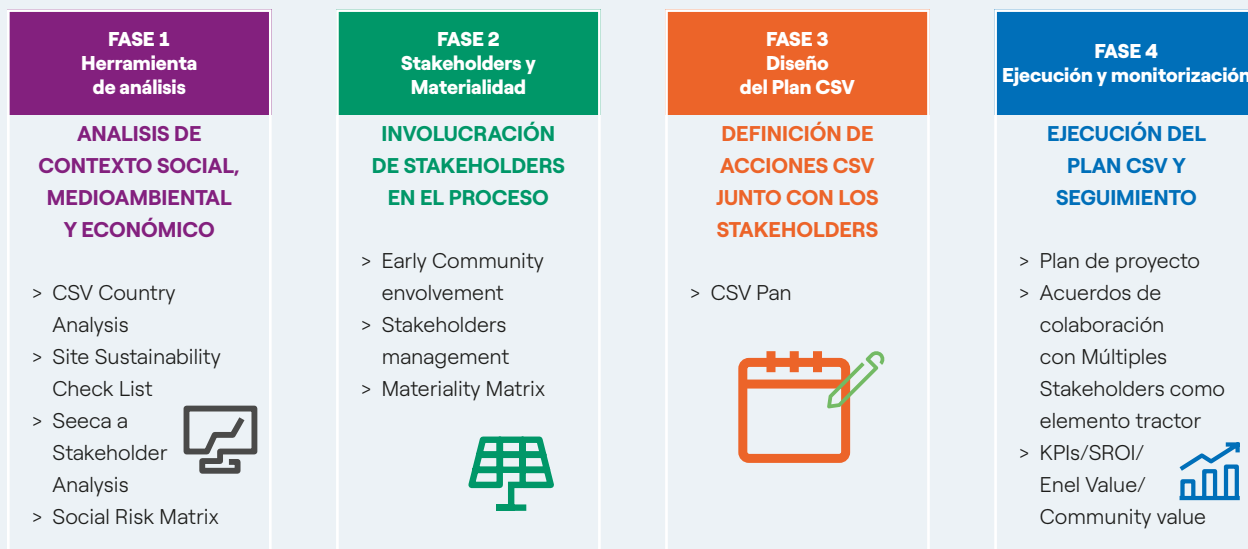 FASE 1
Herramienta
de análisis
ANALISIS DE
CONTEXTO SOCIAL,
MEDIOAMBIENTAL
Y ECONÓMICO
> CSV Country
Analysis
> Site Sustainability
Check List
> Seeca a
Stakeholder
Analysis
> Social Risk Matrix
FASE 2
Stakeholders y
Materialidad
INVOLUCRACIÓN
DE STAKEHOLDERS
EN EL PROCESO
> Early Community
envolvement
> Stakeholders
management
> Materiality Matrix
FASE 3
Diseño
del Plan CSV
DEFINICIÓN DE
ACCIONES CSV
JUNTO CON LOS
STAKEHOLDERS
> CSV Pan
FASE 4
Ejecución y monitorización
EJECUCIÓN DEL
PLAN CSV Y
SEGUIMIENTO
> Plan de proyecto
> Acuerdos de
colaboración
con Múltiples
Stakeholders como
elemento tractor
> KPIs/SROI/
Enel Value/
Community value